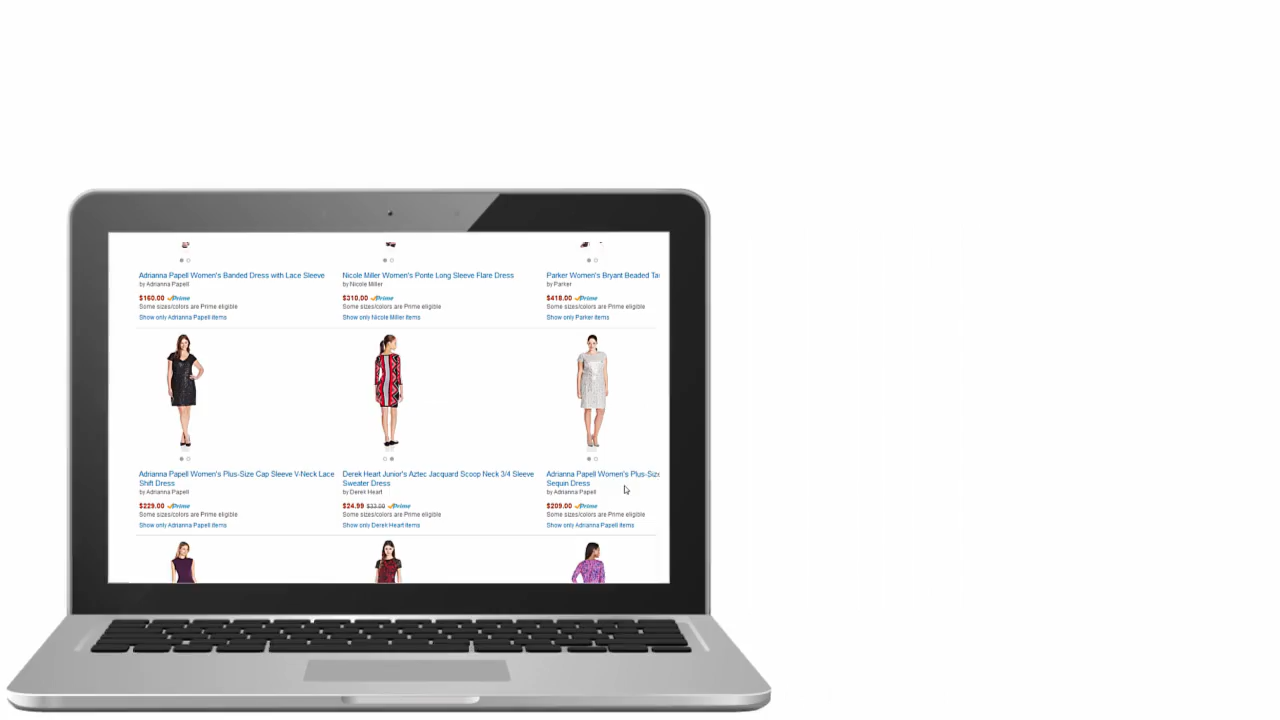 Adrianna Papell Women's Banded Dress with Lace Sleeve
by Adrianna Papell
$160.00 Prime
Some sizes/colors are Prime eligible
Show only Adrianna Papell items
Nicole Miller Women's Ponte Long Sleeve Flare Dress
by Nicole Miller
$310.00 Prime
Some sizes/colors are Prime eligible
Show only Nicole Miller items
Parker Women's Bryant Beaded
by Parker
$418.00 Prime
Some sizes/colors are Prime eligible
Show only Parker items
Adrianna Papell Women's Plus-Size Cap Sleeve V-Neck Lace
Shift Dress
by Adrianna Papell
$229.00 Prime
Some sizes/colors are Prime eligible
Show only Adrianna Papell items
Derek Heart Junior's Aztec Jacquard Scoop Neck 3/4 Sleeve
Sweater Dress
by Derek Heart
$24.99 $33.00 Prime
Some sizes/colors are Prime eligible
Show only Derek Heart items
Adrianna Papell Women's Plus-Size
Sequin Dress
by Adrianna Papell
$209.00 Prime
Some sizes/colors are Prime eligible
Show only Adrianna Papell items